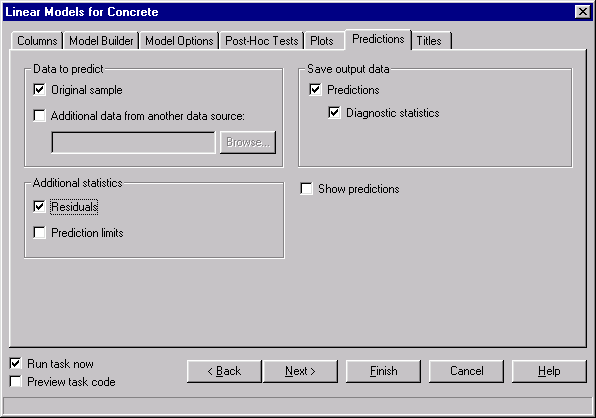 Linear Models for Concrete
Columns Model Builder Model Options Post-Hoc Tests Plots Predictions Titles
Data to predict
Original sample
Additional data from another data source:
Browse...
Additional statistics
Residuals
Prediction limits
Save output data
Predictions
Diagnostic statistics
Show predictions
Run task now
Preview task code
< Back Next > Finish Cancel Help